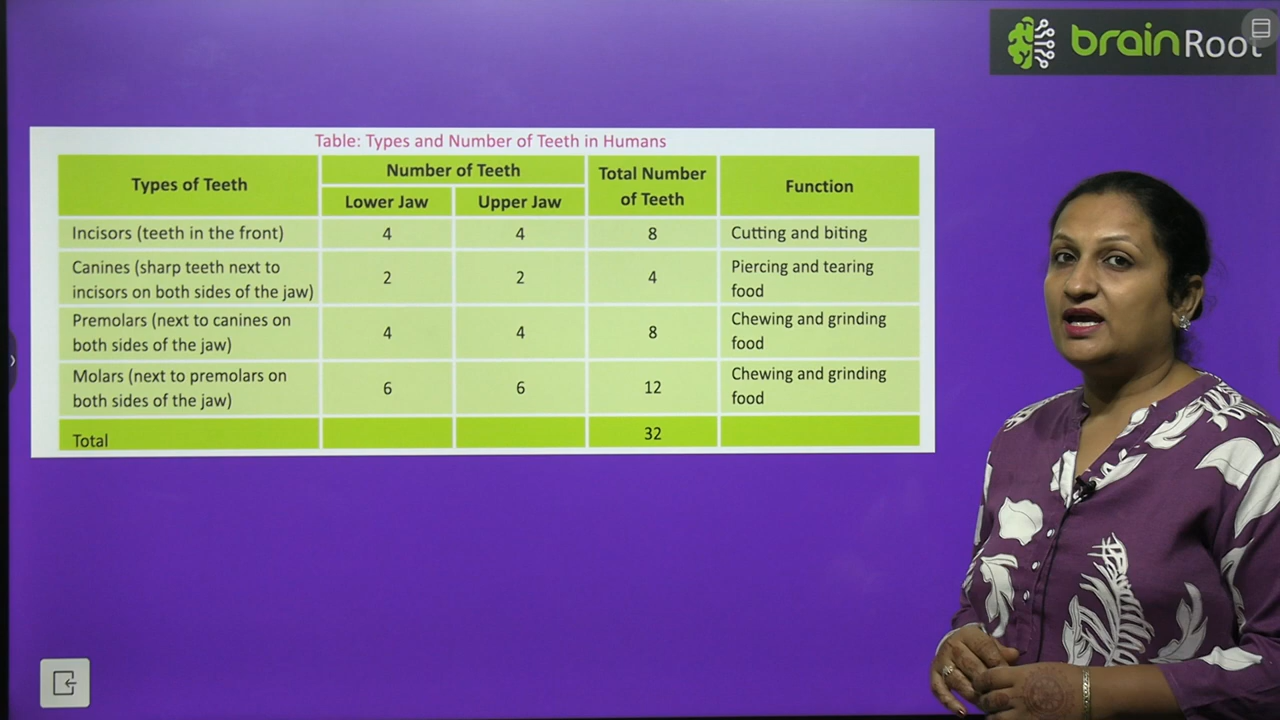 brainRoot
Table: Types and Number of Teeth in Humans
Types of Teeth
Number of Teeth
Total Number
of Teeth
Function
Lower Jaw
Upper Jaw
Incisors (teeth in the front)
4
4
8
Cutting and biting
Canines (sharp teeth next to
incisors on both sides of the jaw)
2
2
4
Piercing and tearing
food
Premolars (next to canines on
both sides of the jaw)
4
4
8
Chewing and grinding
food
Molars (next to premolars on
both sides of the jaw)
6
6
12
Chewing and grinding
food
Total
32